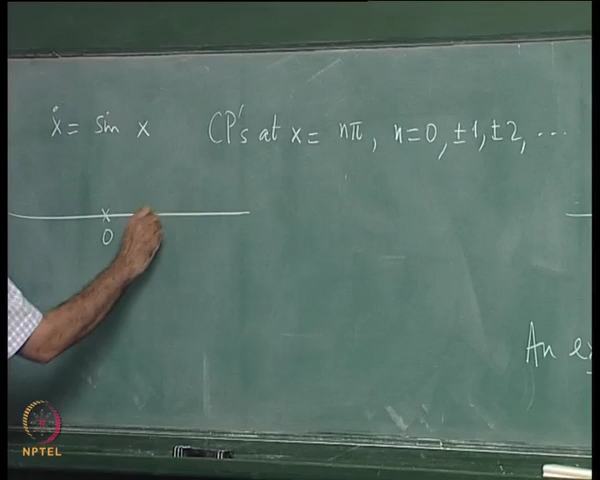 ẋ = sin x CP's at x = nπ, n=0, ±1, ±2, ...
0
An
NPTEL